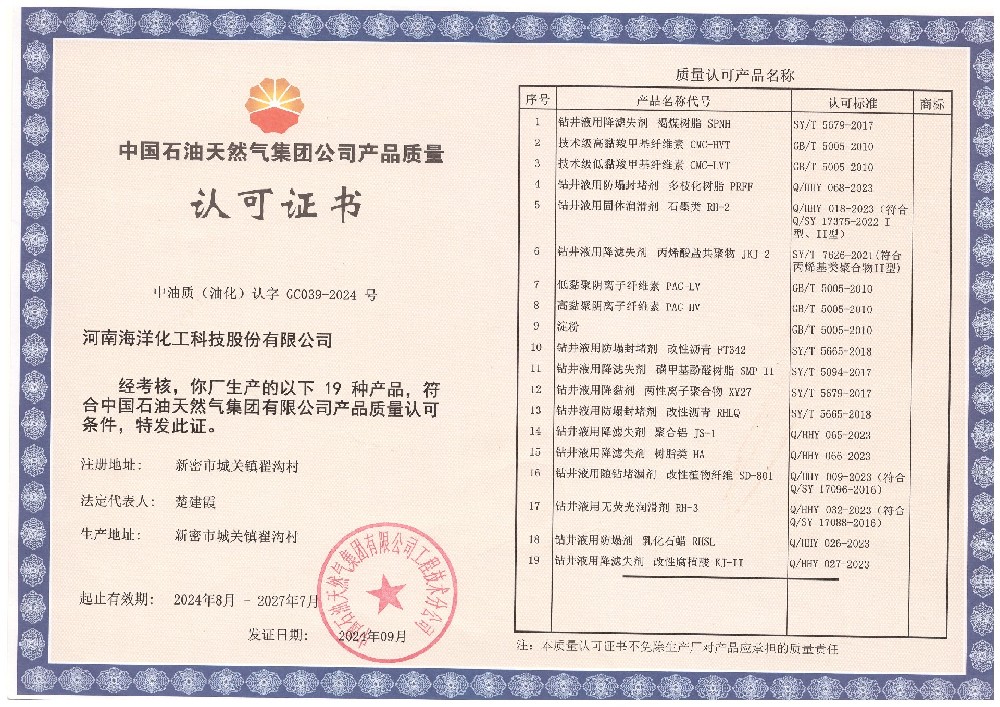 中国石油天然气集团公司产品质量
认可证书
中油质（油化）认字 GC039-2024 号
河南海洋化工科技股份有限公司
经考核，你厂生产的以下 19 种产品，符
合中国石油天然气集团有限公司产品质量认可
条件，特发此证。
注册地址： 新密市城关镇翟沟村
法定代表人： 楚建霞
生产地址： 新密市城关镇翟沟村
起止有效期： 2024年8月 - 2027年7月
发证日期： 2024年09月
中国石油天然气集团有限公司工程技术分公司
质量认可产品名称
序号 产品名称代号 认可标准 商标
1 钻井液用降滤失剂 褐煤树脂 SPNH SY/T 5679-2017
2 技术级高黏羧甲基纤维素 CMC-HVT GB/T 5005-2010
3 技术级低黏羧甲基纤维素 CMC-LVT GB/T 5005-2010
4 钻井液用防塌封堵剂 多枝化树脂 PRFF Q/HHY 068-2023
5 钻井液用固体润滑剂 石墨类 RH-2 Q/HHY 018-2023（符合
Q/SY 17375-2022 I
型、II型）
6 钻井液用降滤失剂 丙烯酸盐共聚物 JKJ-2 SY/T 7626-2021(符合
丙烯基类聚合物II型)
7 低黏聚阴离子纤维素 PAC-LV GB/T 5005-2010
8 高黏聚阴离子纤维素 PAC-HV GB/T 5005-2010
9 淀粉 GB/T 5005-2010
10 钻井液用防塌封堵剂 改性沥青 FT342 SY/T 5665-2018
11 钻井液用降滤失剂 磺甲基酚醛树脂 SMP-II SY/T 5094-2017
12 钻井液用降黏剂 两性离子聚合物 XY27 SY/T 5679-2017
13 钻井液用防塌封堵剂 改性沥青 RHLQ SY/T 5665-2018
14 钻井液用降滤失剂 聚合铝 JS-1 Q/HHY 065-2023
15 钻井液用降滤失剂 树脂类 HA Q/HHY 066-2023
16 钻井液用随钻堵漏剂 改性植物纤维 SD-801 Q/HHY 009-2023（符合
Q/SY 17096-2016）
17 钻井液用无荧光润滑剂 RH-3 Q/HHY 032-2023（符合
Q/SY 17088-2016）
18 钻井液用防塌剂 乳化石蜡 RHSL Q/HHY 026-2023
19 钻井液用降滤失剂 改性腐植酸 KJ-II Q/HHY 027-2023
注：本质量认可证书不免除生产厂对产品应承担的质量责任